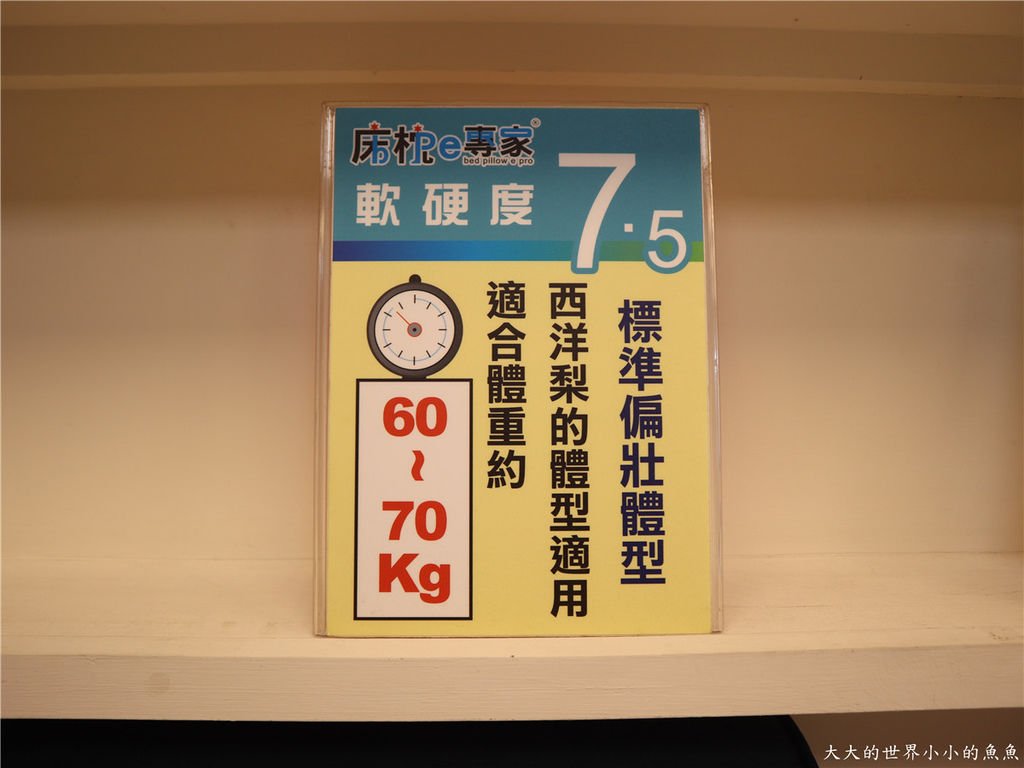 床枕Pe專家®
bed pillow e pro
軟硬度
7.5
標準偏壯體型
西洋梨的體型適用
適合體重約
60
~
70
Kg
大大的世界小小的魚魚